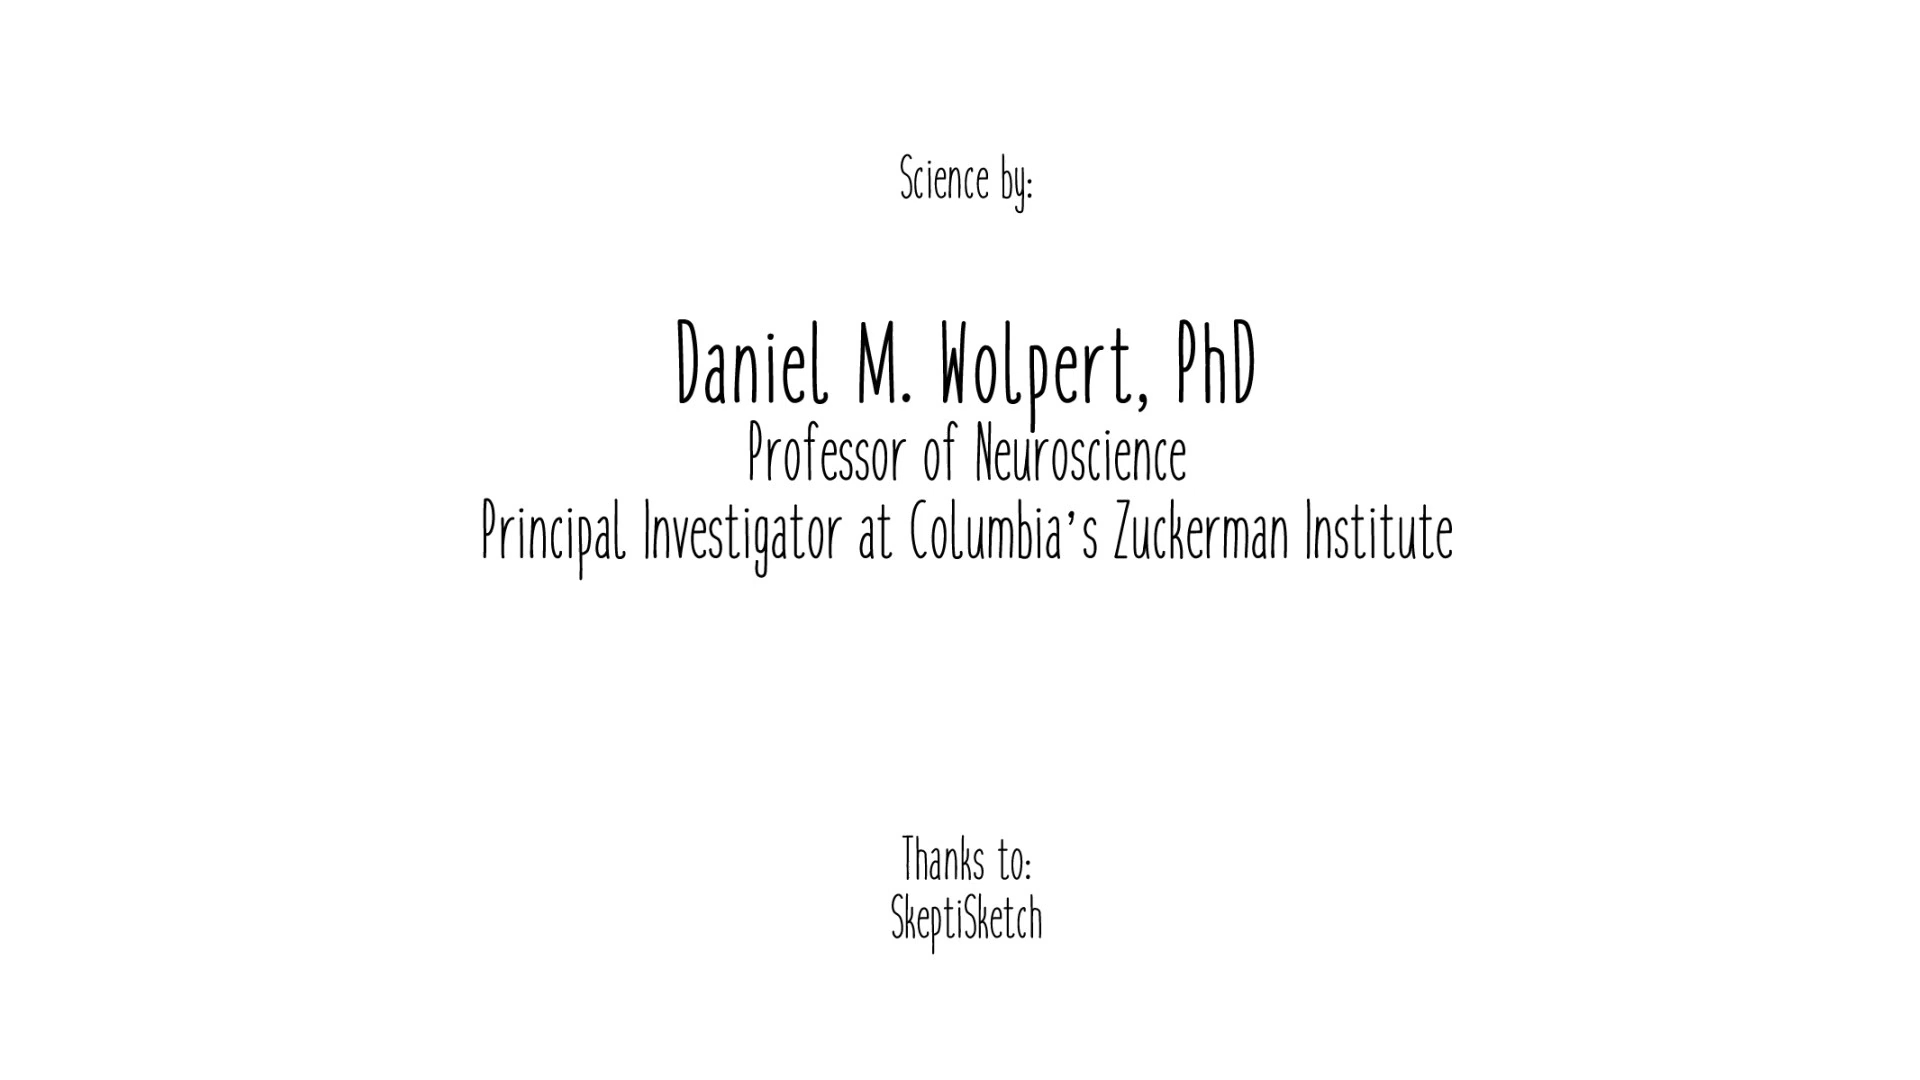 Science by:
Daniel M. Wolpert, PhD
Professor of Neuroscience
Principal Investigator at Columbia's Zuckerman Institute
Thanks to:
SkeptiSketch